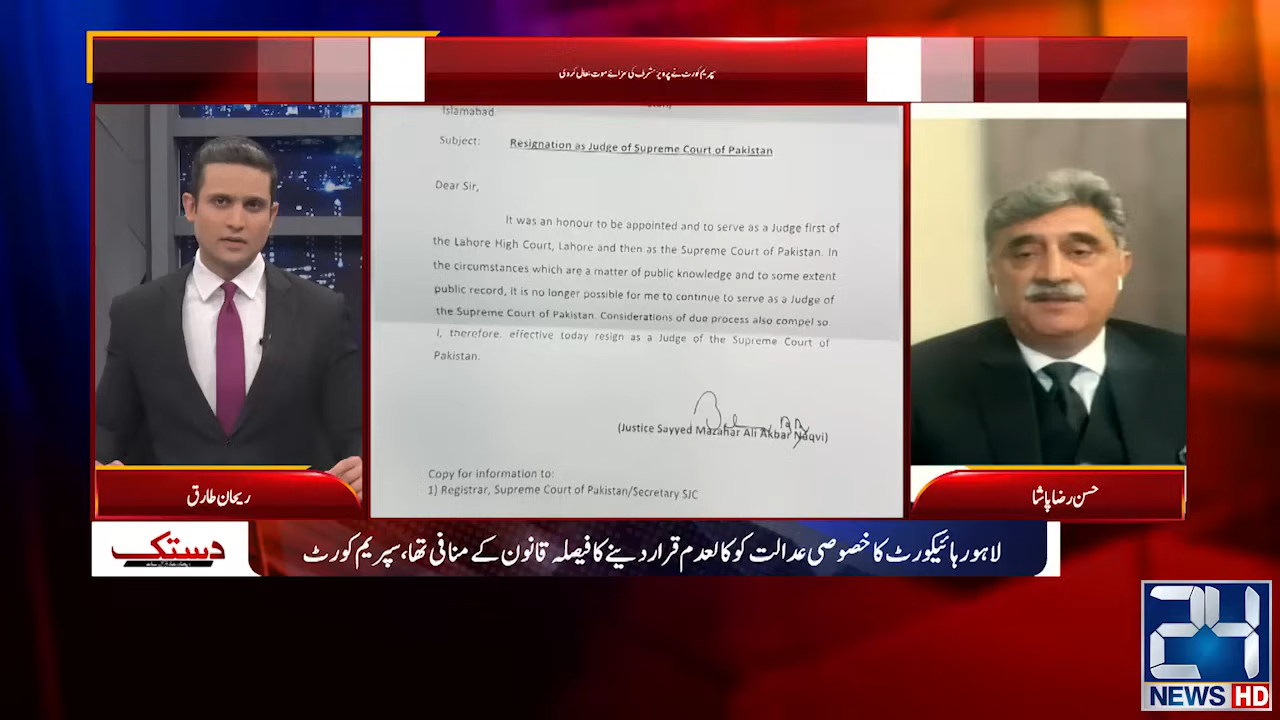 سپریم کورٹ نے پرویز مشرف کی سزائے موت بحال کر دی
Islamabad
Subject: Resignation as Judge of Supreme Court of Pakistan
Dear Sir,
It was an honour to be appointed and to serve as a Judge first of
the Lahore High Court, Lahore and then as the Supreme Court of Pakistan. In
the circumstances which are a matter of public knowledge and to some extent
public record, it is no longer possible for me to continue to serve as a Judge of
the Supreme Court of Pakistan. Considerations of due process also compel so.
I, therefore, effective today resign as a Judge of the Supreme Court of
Pakistan.
(Justice Sayyed Mazahar Ali Akbar Naqvi)
Copy for information to:
1) Registrar, Supreme Court of Pakistan/Secretary SJC
ریحان طارق
حسن رضا پاشا
دستک
لاہور ہائیکورٹ کا خصوصی عدالت کو کالعدم قرار دینے کا فیصلہ قانون کے منافی تھا، سپریم کورٹ
24
NEWS HD